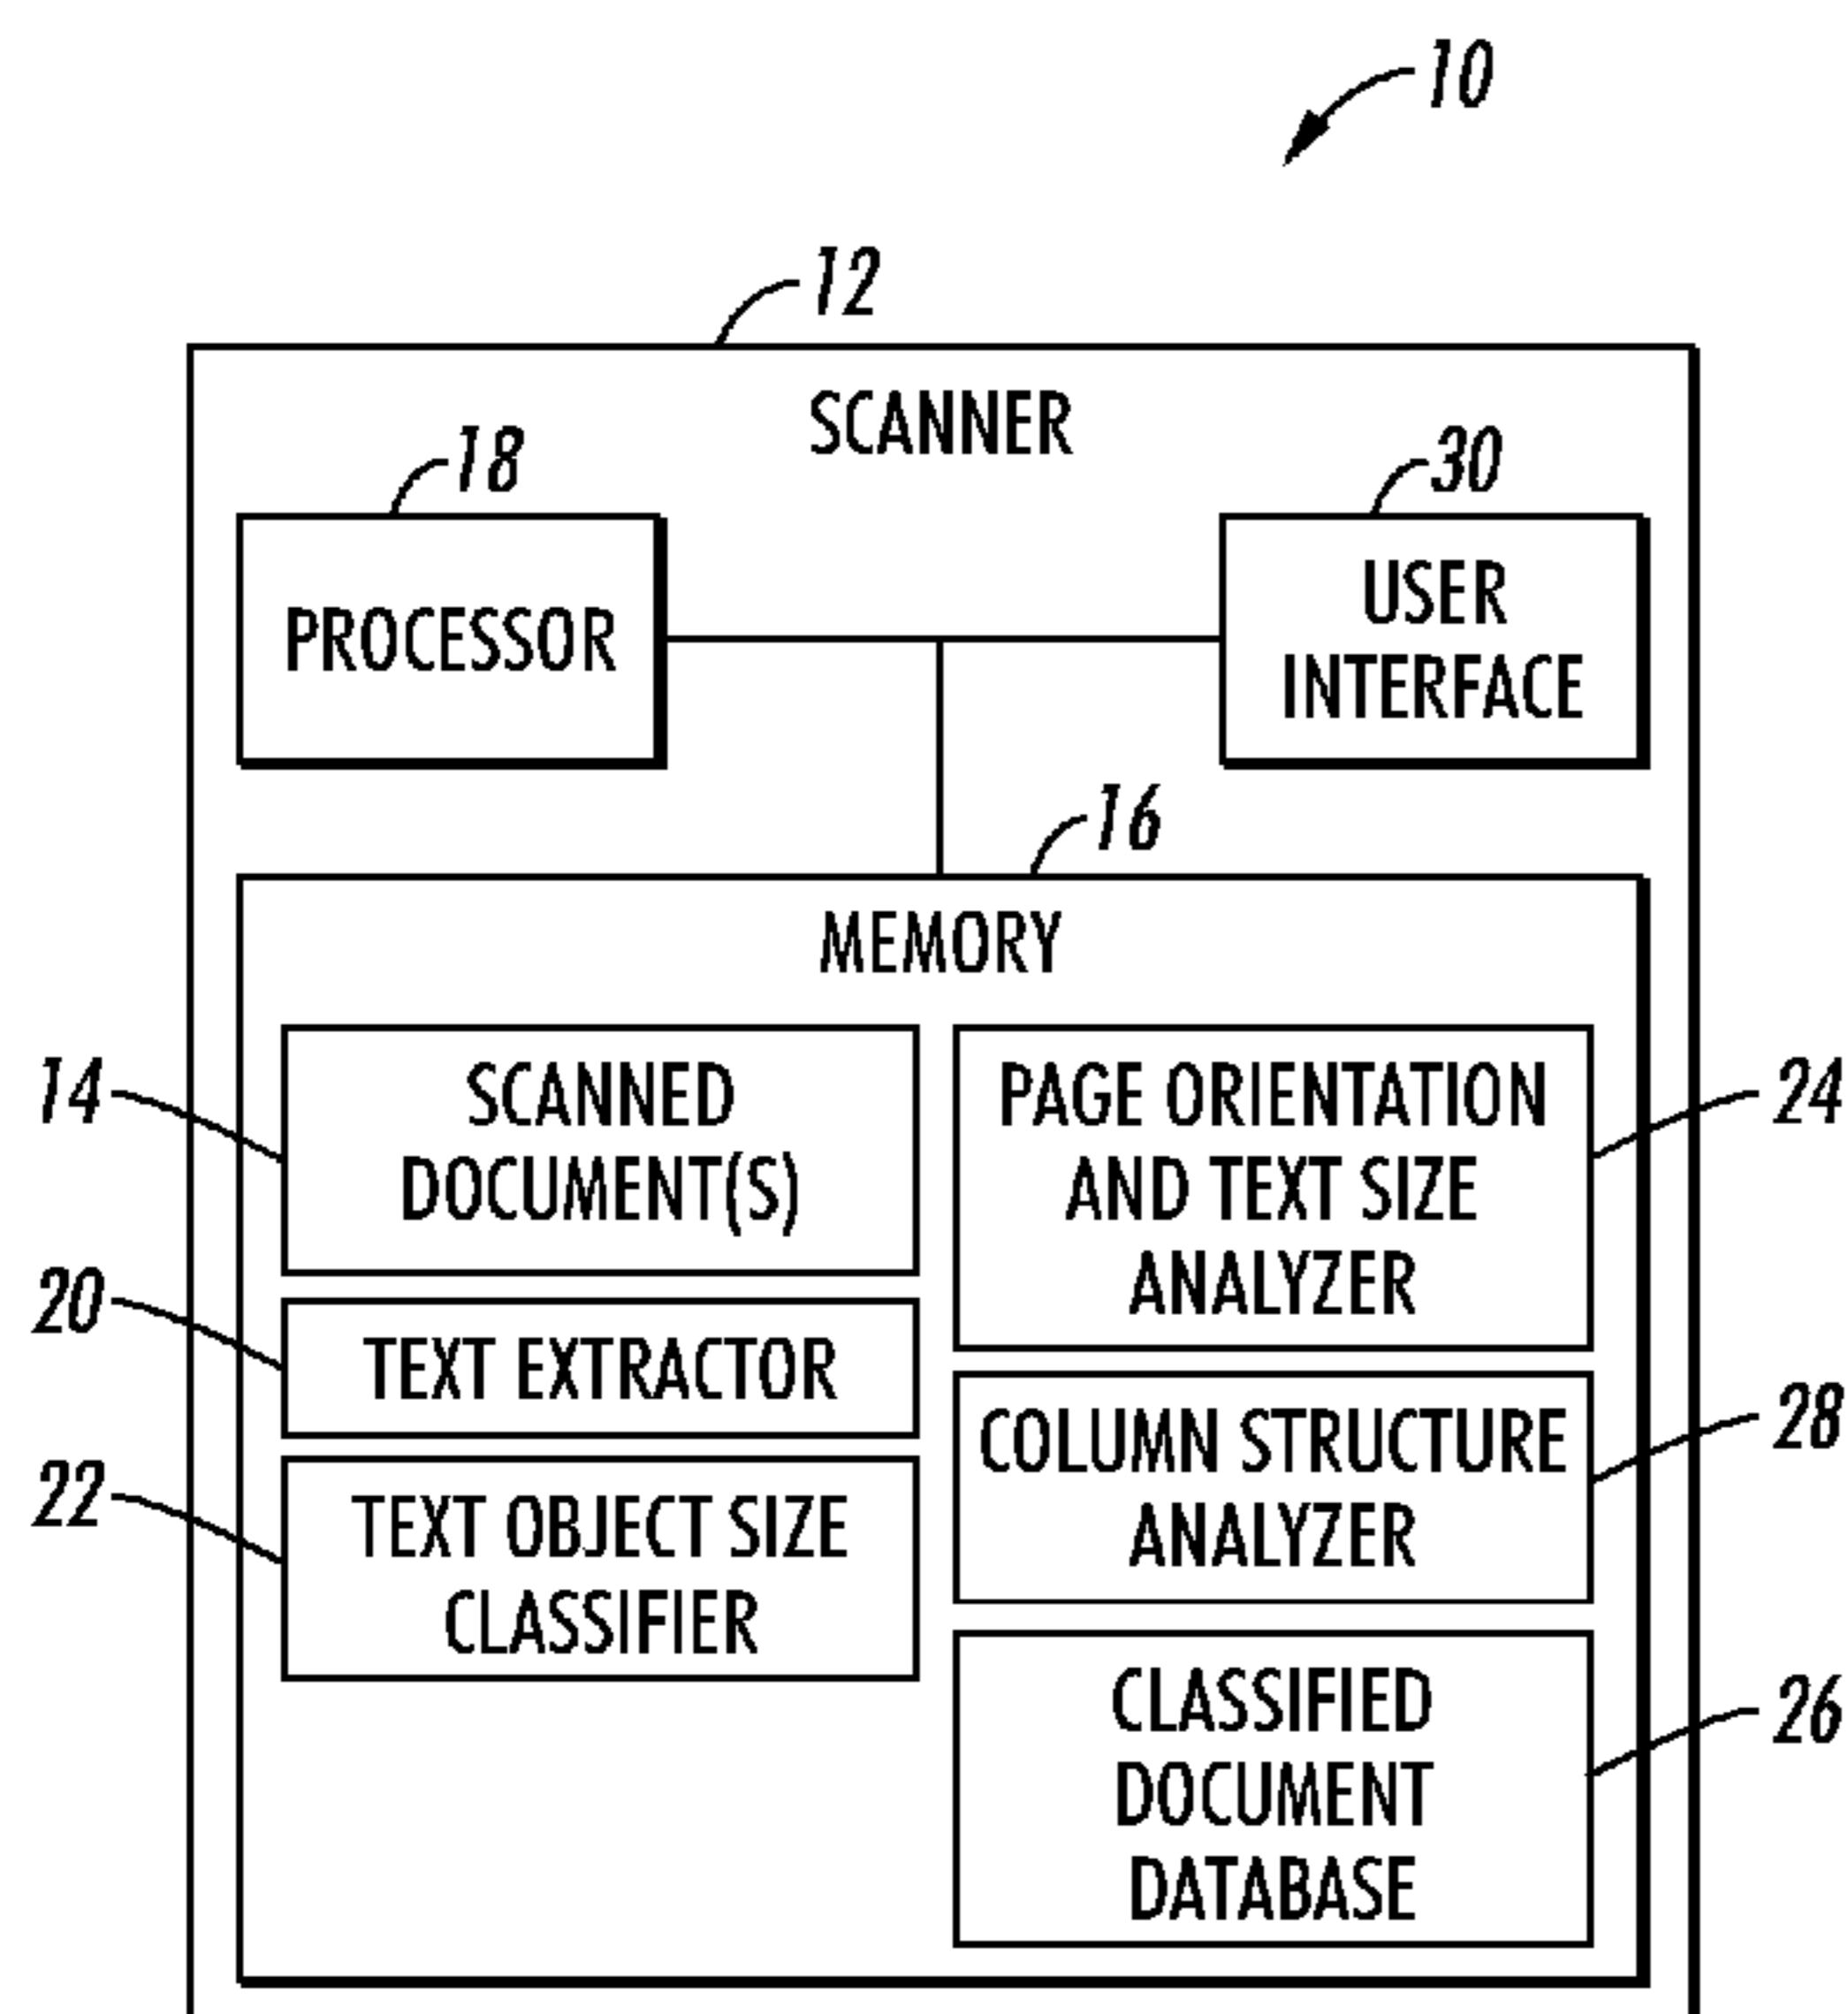 10
12
SCANNER
18
30
PROCESSOR
USER
INTERFACE
16
MEMORY
14
SCANNED
DOCUMENT(S)
20
TEXT EXTRACTOR
22
TEXT OBJECT SIZE
CLASSIFIER
PAGE ORIENTATION
AND TEXT SIZE
ANALYZER
24
COLUMN STRUCTURE
ANALYZER
28
CLASSIFIED
DOCUMENT
DATABASE
26